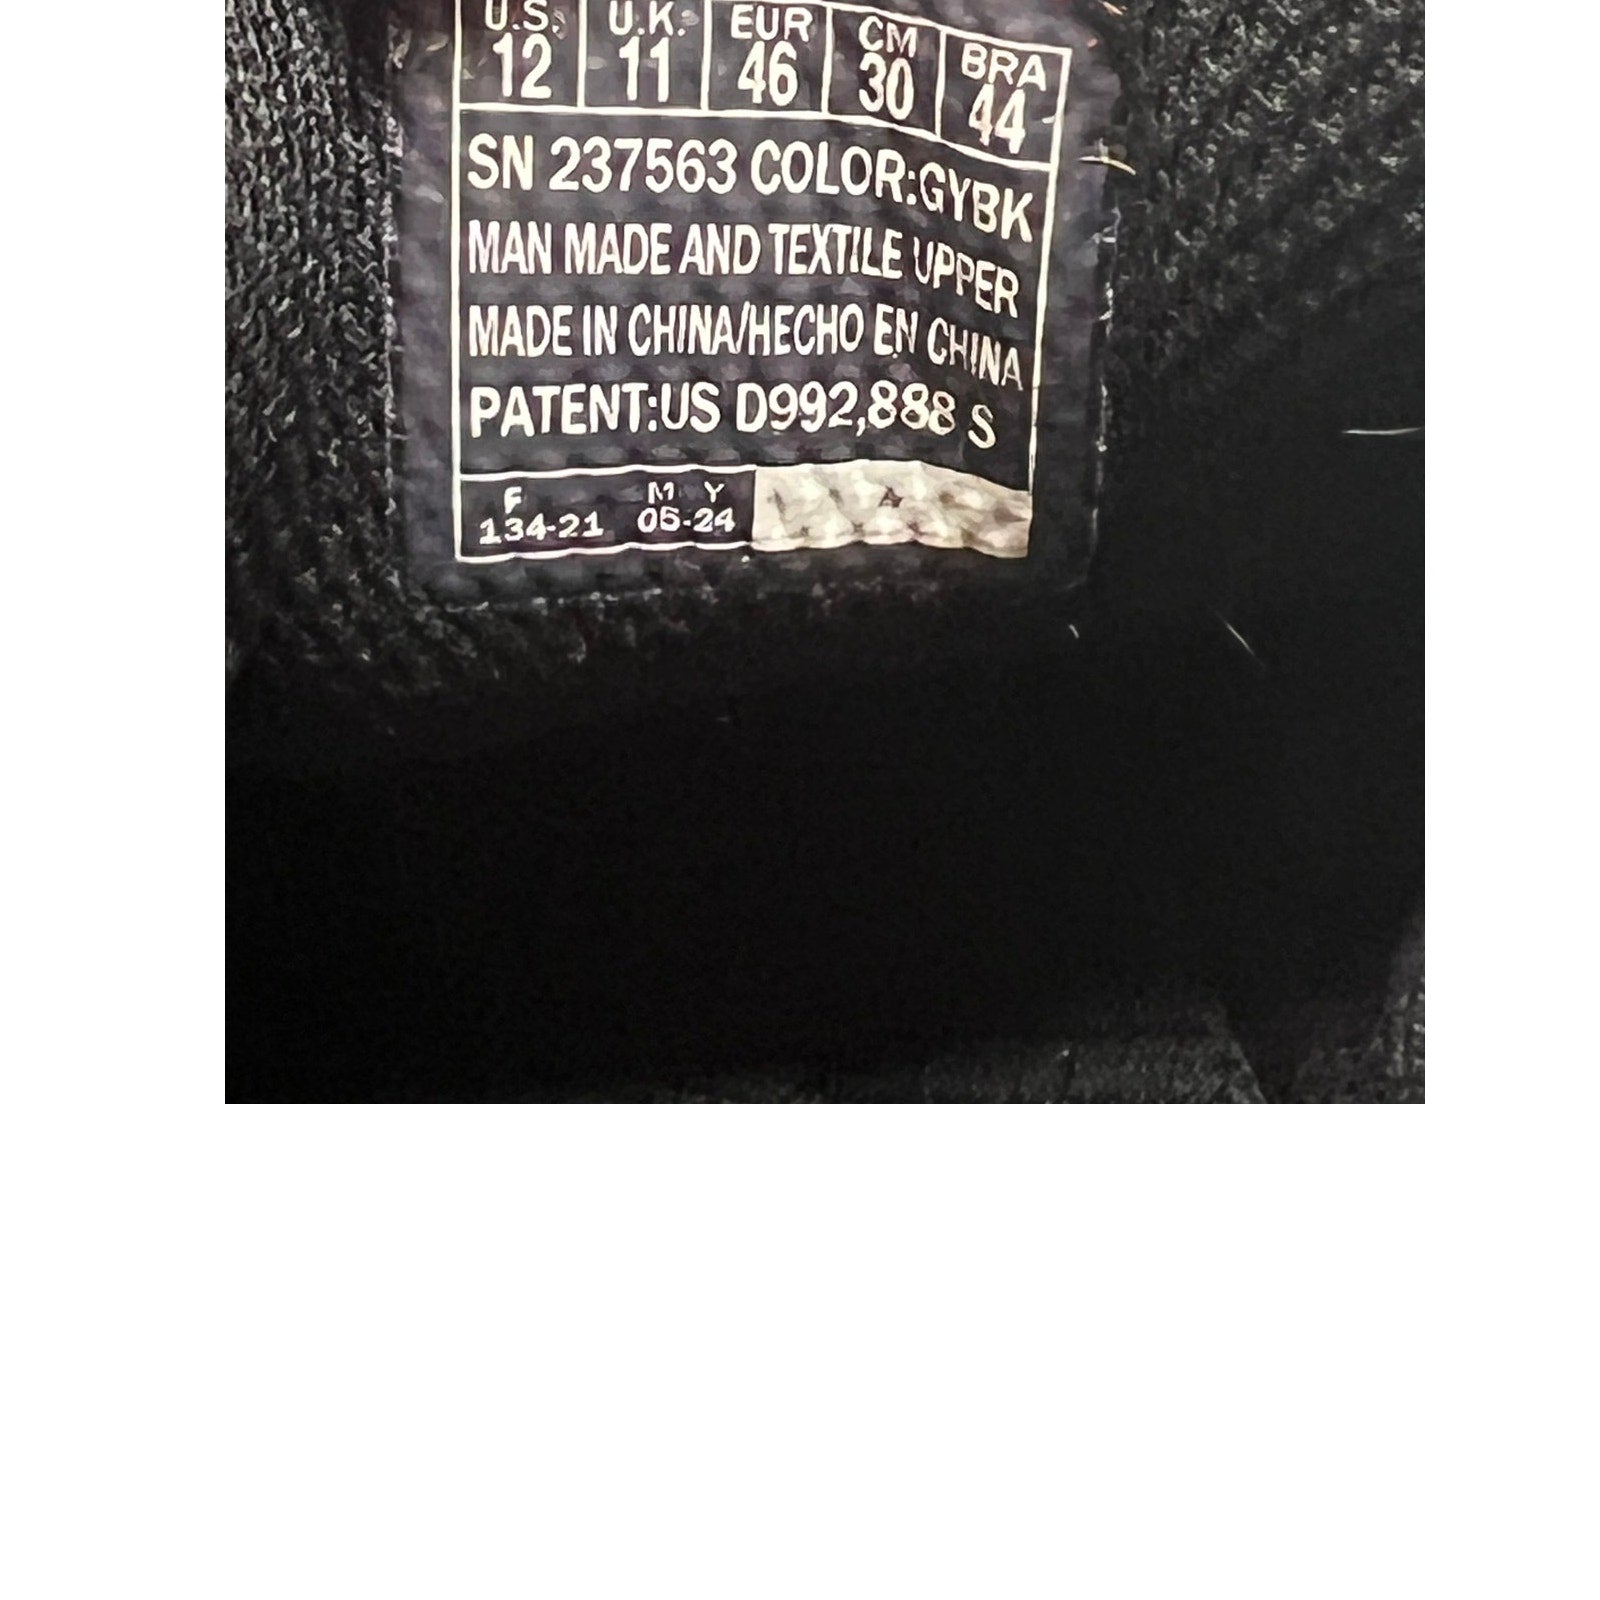 U.S. U.K. EUR CM BRA
12 11 46 30 44
SN 237563 COLOR:GYBK
MAN MADE AND TEXTILE UPPER
MADE IN CHINA/HECHO EN CHINA
PATENT:US D992,888 S
F M Y
134-21 05-24